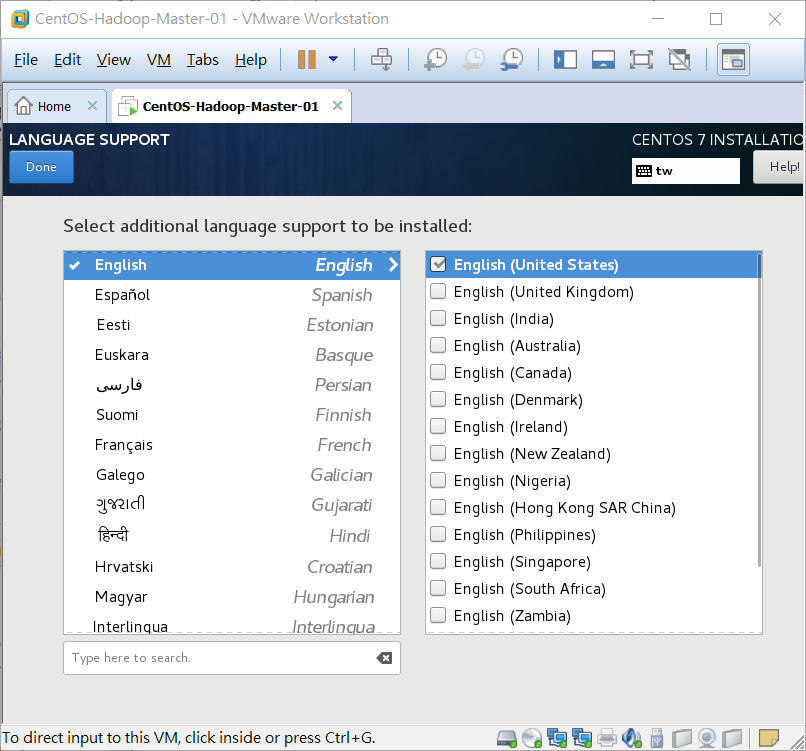 CentOS-Hadoop-Master-01 - VMware Workstation
File Edit View VM Tabs Help
Home CentOS-Hadoop-Master-01
LANGUAGE SUPPORT
CENTOS 7 INSTALLATIO
Done
tw
Help!
Select additional language support to be installed:
English English
Español Spanish
Eesti Estonian
Euskara Basque
فارسی Persian
Suomi Finnish
Français French
Galego Galician
ગુજરાતી Gujarati
हिन्दी Hindi
Hrvatski Croatian
Magyar Hungarian
Interlingua Interlingua
Type here to search.
English (United States)
English (United Kingdom)
English (India)
English (Australia)
English (Canada)
English (Denmark)
English (Ireland)
English (New Zealand)
English (Nigeria)
English (Hong Kong SAR China)
English (Philippines)
English (Singapore)
English (South Africa)
English (Zambia)
To direct input to this VM, click inside or press Ctrl+G.